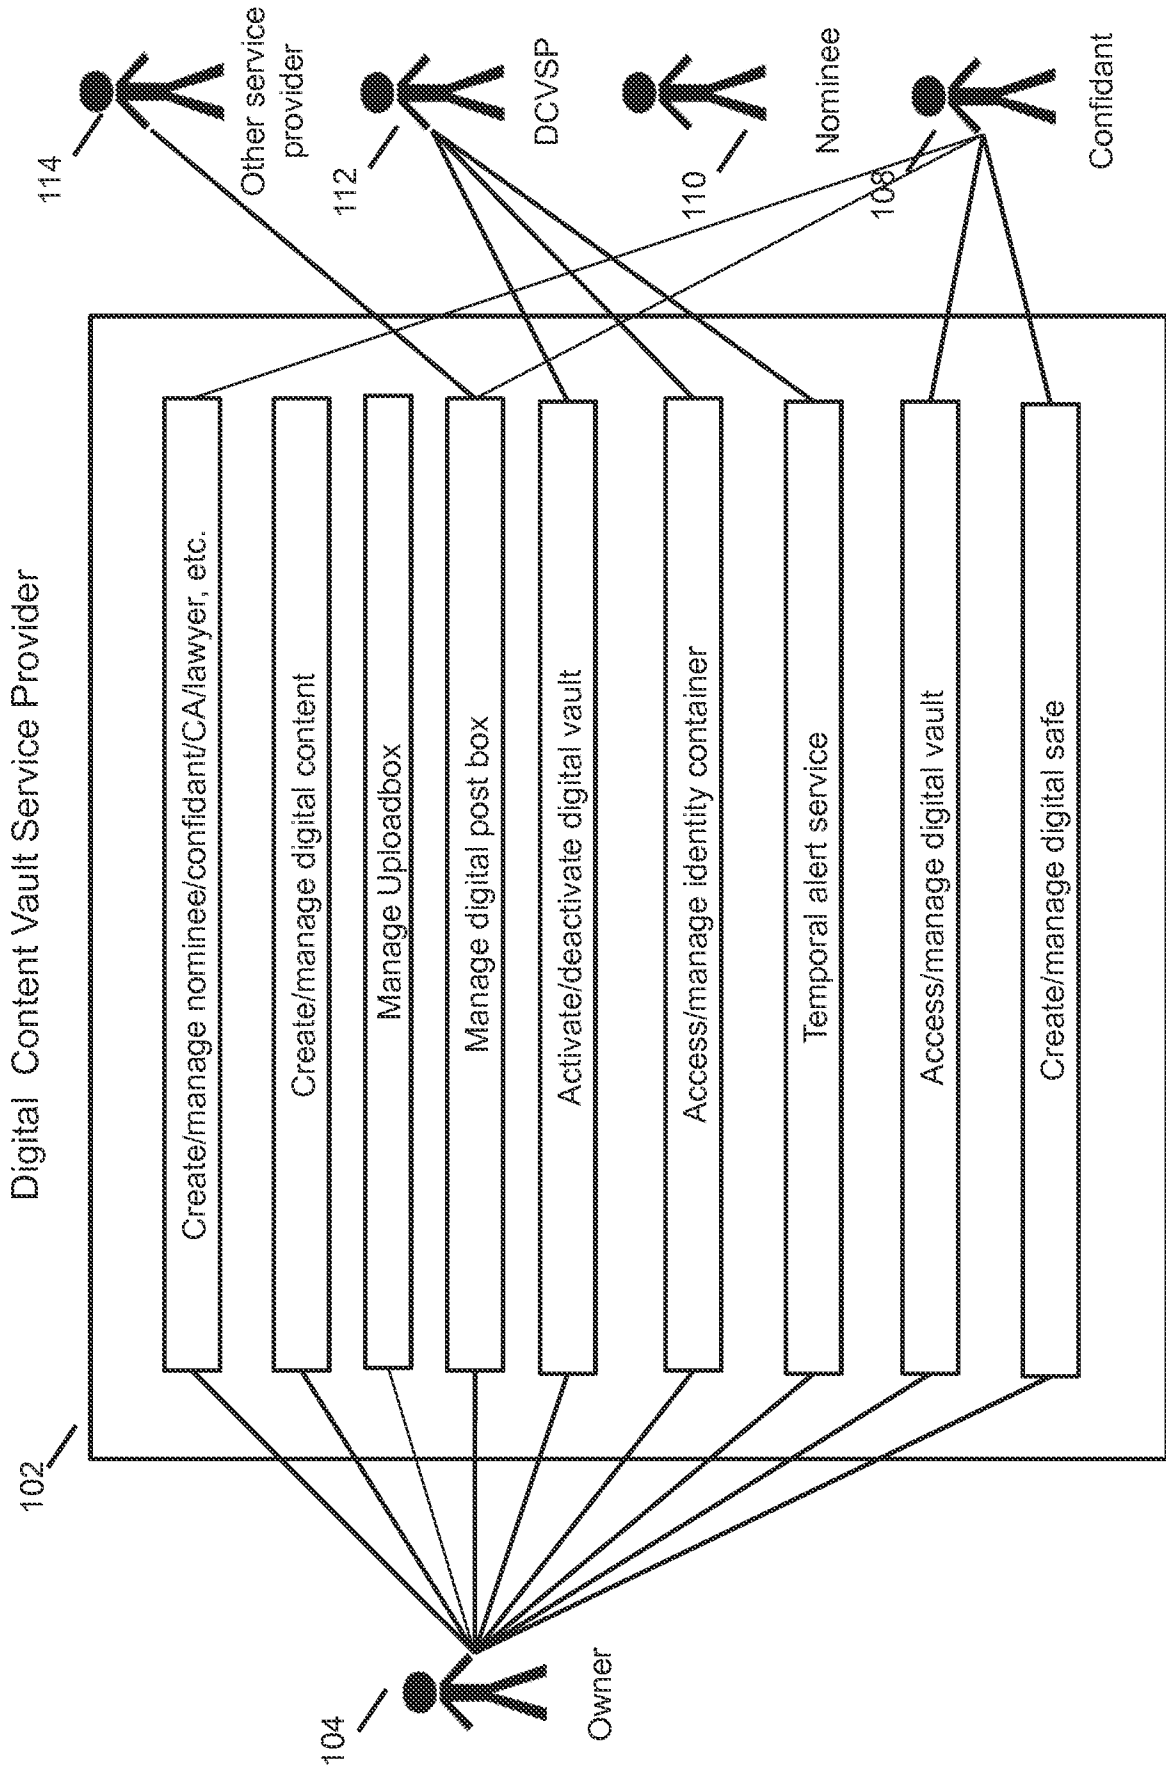 Digital Content Vault Service Provider
102
104
Owner
Create/manage nominee/confidant/CA/lawyer, etc.
Create/manage digital content
Manage Uploadbox
Manage digital post box
Activate/deactivate digital vault
Access/manage identity container
Temporal alert service
Access/manage digital vault
Create/manage digital safe
114
Other service
provider
112
DCVSP
110
Nominee
108
Confidant